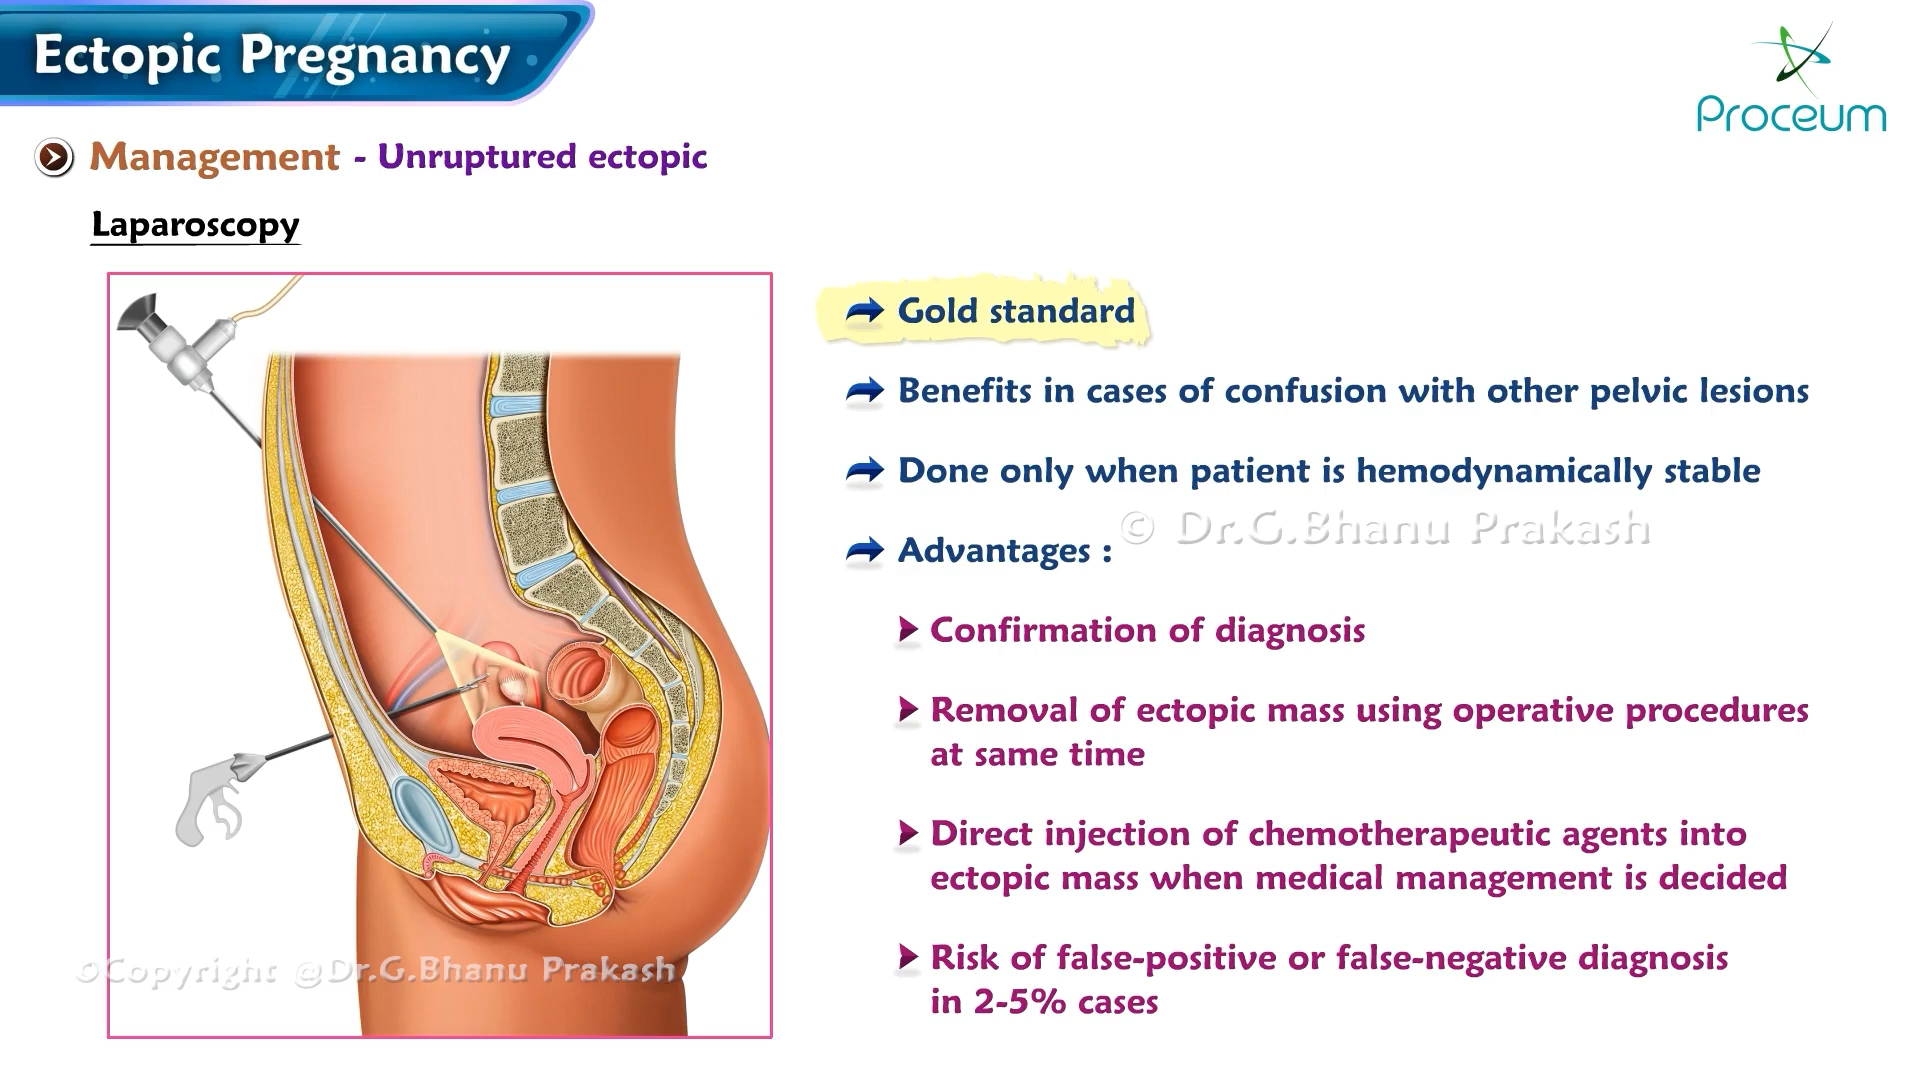 Ectopic Pregnancy
Proceum
Management - Unruptured ectopic
Laparoscopy
Gold standard
Benefits in cases of confusion with other pelvic lesions
Done only when patient is hemodynamically stable
© Dr.G.Bhanu Prakash
Advantages :
Confirmation of diagnosis
Removal of ectopic mass using operative procedures
at same time
Direct injection of chemotherapeutic agents into
ectopic mass when medical management is decided
Risk of false-positive or false-negative diagnosis
in 2-5% cases
©Copyright @Dr.G.Bhanu Prakash